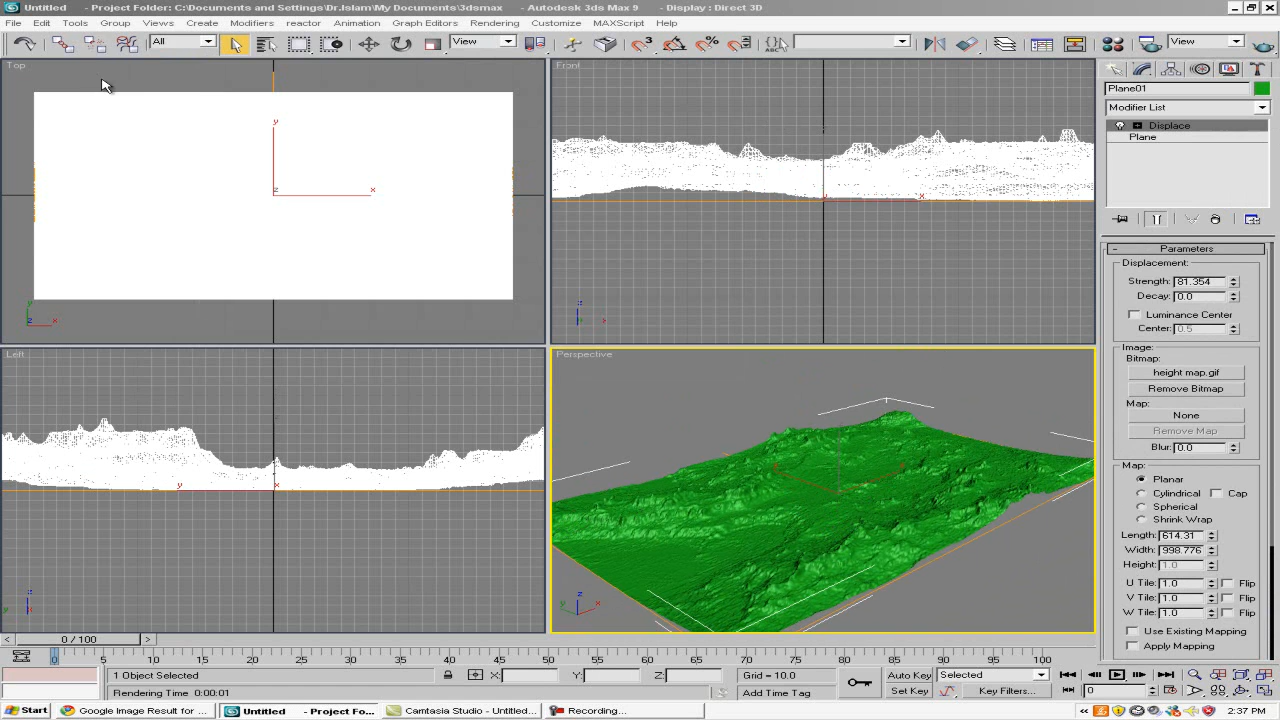 Untitled - Project Folder: C:\Documents and Settings\Dr.Islam\My Documents\3dsmax - Autodesk 3ds Max 9 - Display : Direct 3D
File Edit Tools Group Views Create Modifiers reactor Animation Graph Editors Rendering Customize MAXScript Help
All View 3 ABC View
Top
y
x
z
y
z x
Front
x
z
x
Left
y x
z
y
Perspective
z
y x
Plane01
Modifier List
Displace
Plane
- Parameters
Displacement:
Strength: 81.354
Decay: 0.0
Luminance Center
Center: 0.5
Image:
Bitmap:
height map.gif
Remove Bitmap
Map:
None
Remove Map
Blur: 0.0
Map:
Planar
Cylindrical Cap
Spherical
Shrink Wrap
Length: 614.31
Width: 998.776
Height: 1.0
U Tile: 1.0 Flip
V Tile: 1.0 Flip
W Tile: 1.0 Flip
Use Existing Mapping
Apply Mapping
< 0 / 100 >
0 5 10 15 20 25 30 35 40 45 50 55 60 65 70 75 80 85 90 95 100
1 Object Selected X: Y: Z: Grid = 10.0 Auto Key Selected
Rendering Time 0:00:01 Add Time Tag Set Key Key Filters... 0
Start Google Image Result for ... Untitled - Project Fo... Camtasia Studio - Untitled... Recording... « 2:37 PM